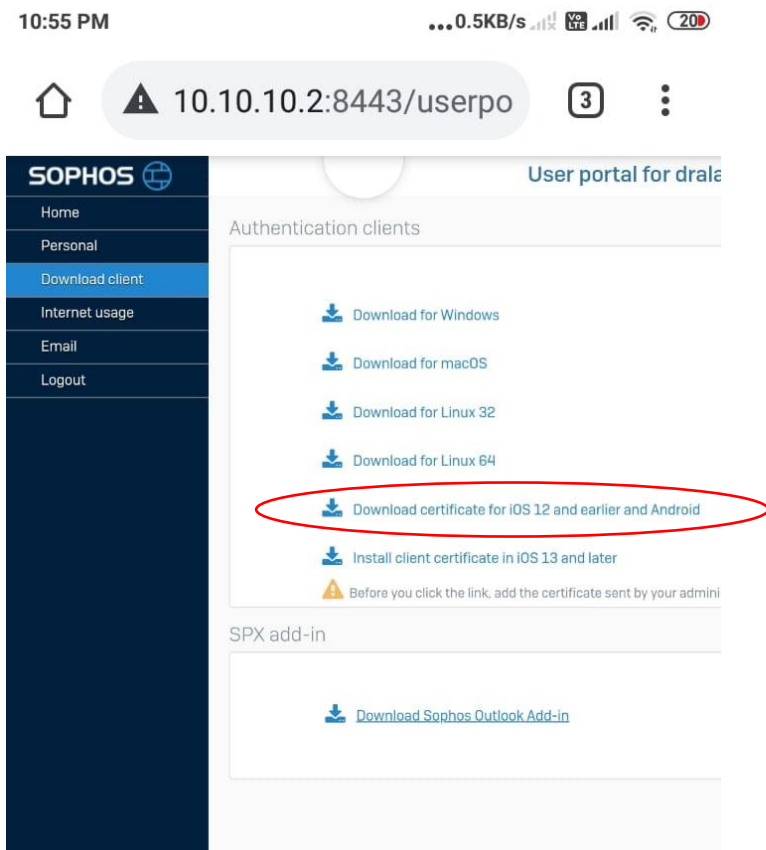 10:55 PM
...0.5KB/s Vo LTE 20
10.10.10.2:8443/userpo 3
SOPHOS
User portal for drala
Home
Personal
Download client
Internet usage
Email
Logout
Authentication clients
Download for Windows
Download for macOS
Download for Linux 32
Download for Linux 64
Download certificate for iOS 12 and earlier and Android
Install client certificate in iOS 13 and later
Before you click the link, add the certificate sent by your admini
SPX add-in
Download Sophos Outlook Add-in